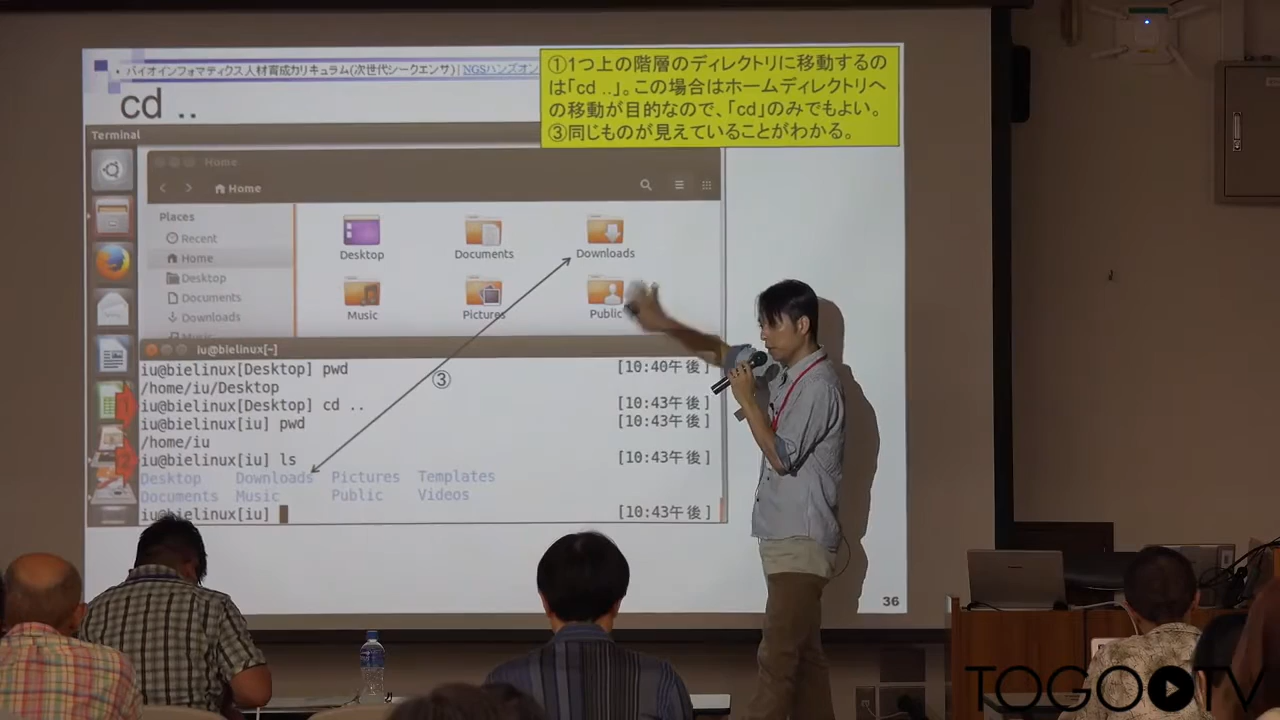 ・バイオインフォマティクス人材育成カリキュラム(次世代シークエンサ) | NGSハンズオン
cd ..
①1つ上の階層のディレクトリに移動するの
は「cd ..」。この場合はホームディレクトリへ
の移動が目的なので、「cd」のみでもよい。
③同じものが見えていることがわかる。
Terminal
Home
Home
Places
Recent
Home
Desktop
Documents
Downloads
Music
Desktop
Documents
Downloads
Music
Pictures
Public
iu@bielinux[~]
iu@bielinux[Desktop] pwd [10:40午後]
/home/iu/Desktop
iu@bielinux[Desktop] cd .. [10:43午後]
iu@bielinux[iu] pwd [10:43午後]
/home/iu
iu@bielinux[iu] ls [10:43午後]
Desktop Downloads Pictures Templates
Documents Music Public Videos
iu@bielinux[iu] [10:43午後]
③
1
2
36
TOGOTV